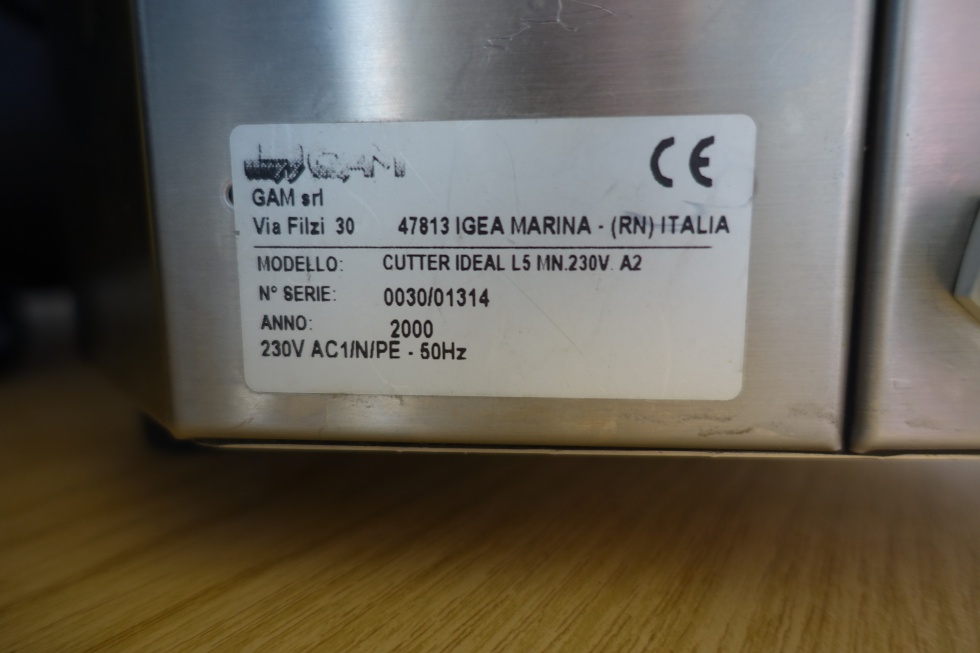 GAM
CE
GAM srl
Via Filzi 30 47813 IGEA MARINA - (RN) ITALIA
MODELLO: CUTTER IDEAL L5 MN.230V. A2
N° SERIE: 0030/01314
ANNO: 2000
230V AC1/N/PE - 50Hz